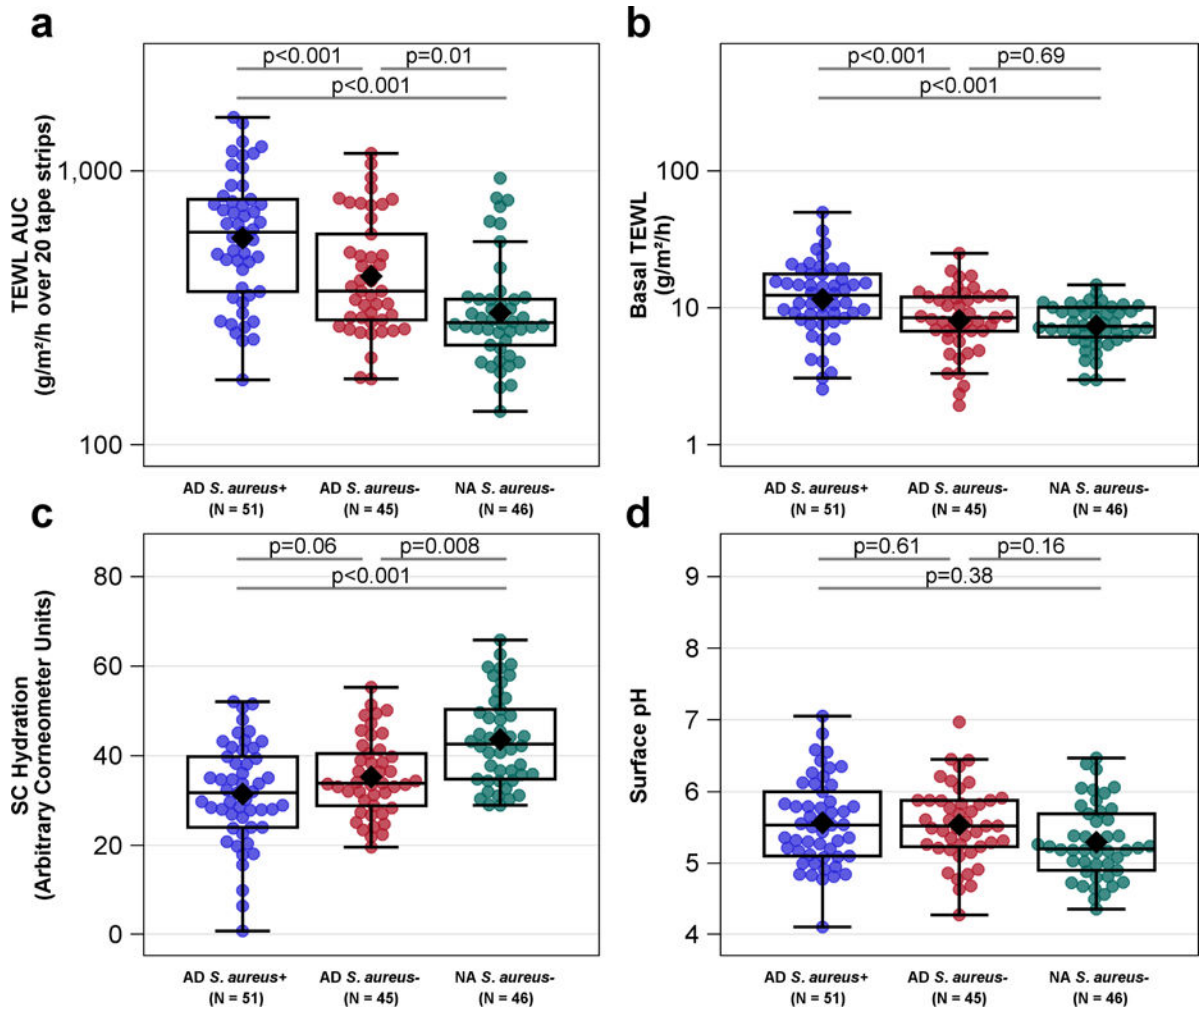 a
p<0.001
p=0.01
p<0.001
TEWL AUC
(g/m²/h over 20 tape strips)
1,000
100
AD S. aureus+
(N = 51)
AD S. aureus-
(N = 45)
NA S. aureus-
(N = 46)
b
p<0.001
p=0.69
p<0.001
Basal TEWL
(g/m²/h)
100
10
1
AD S. aureus+
(N = 51)
AD S. aureus-
(N = 45)
NA S. aureus-
(N = 46)
c
p=0.06
p=0.008
p<0.001
SC Hydration
(Arbitrary Corneometer Units)
80
60
40
20
0
AD S. aureus+
(N = 51)
AD S. aureus-
(N = 45)
NA S. aureus-
(N = 46)
d
p=0.61
p=0.16
p=0.38
Surface pH
9
8
7
6
5
4
AD S. aureus+
(N = 51)
AD S. aureus-
(N = 45)
NA S. aureus-
(N = 46)